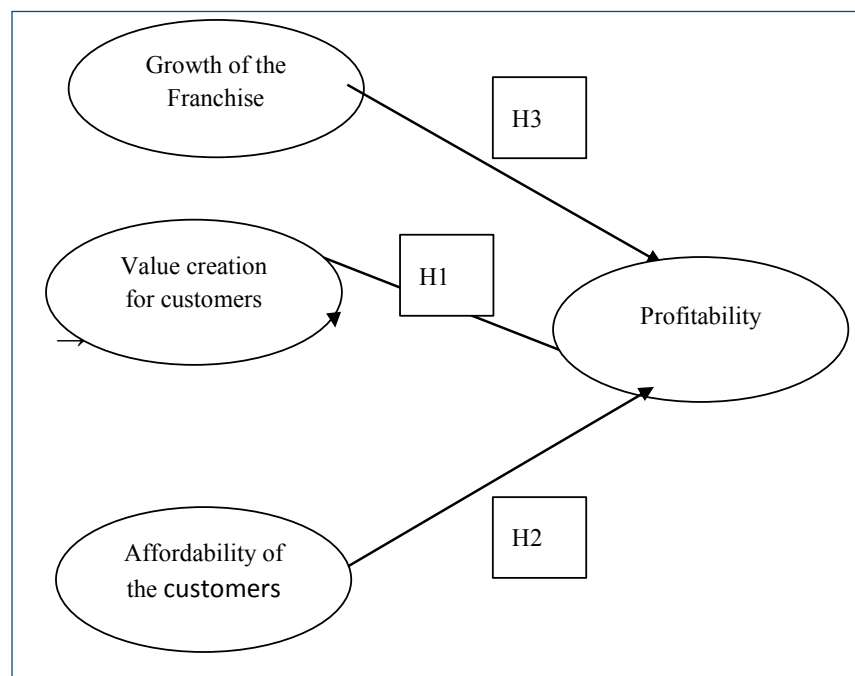 Growth of the
Franchise
H3
Value creation
for customers
H1
Profitability
H2
Affordability of
the customers